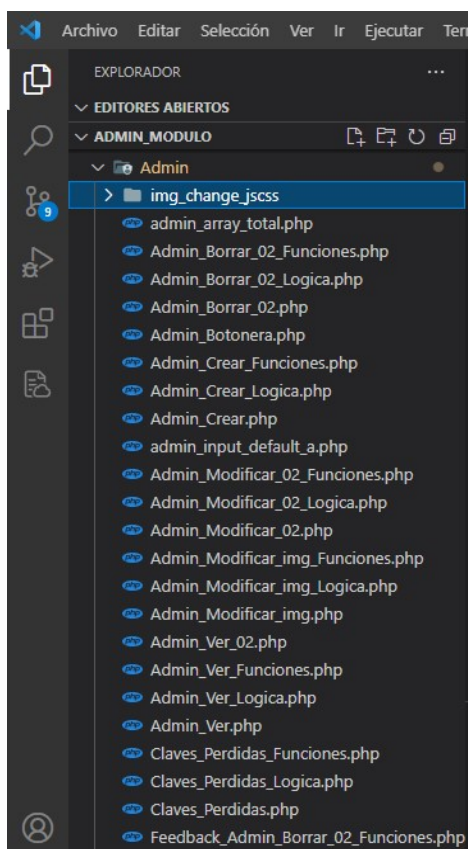 Archivo Editar Selección Ver Ir Ejecutar
EXPLORADOR
EDITORES ABIERTOS
ADMIN_MODULO
Admin
img_change_jscss
admin_array_total.php
9
Admin_Borrar_02_Funciones.php
Admin_Borrar_02_Logica.php
Admin_Borrar_02.php
Admin_Botonera.php
Admin_Crear_Funciones.php
Admin_Crear_Logica.php
Admin_Crear.php
admin_input_default_a.php
Admin_Modificar_02_Funciones.php
Admin_Modificar_02_Logica.php
Admin_Modificar_02.php
Admin_Modificar_img_Funciones.php
Admin_Modificar_img_Logica.php
Admin_Modificar_img.php
Admin_Ver_02.php
Admin_Ver_Funciones.php
Admin_Ver_Logica.php
Admin_Ver.php
Claves_Perdidas_Funciones.php
Claves_Perdidas_Logica.php
Claves_Perdidas.php
Feedback_Admin_Borrar_02_Funciones.php